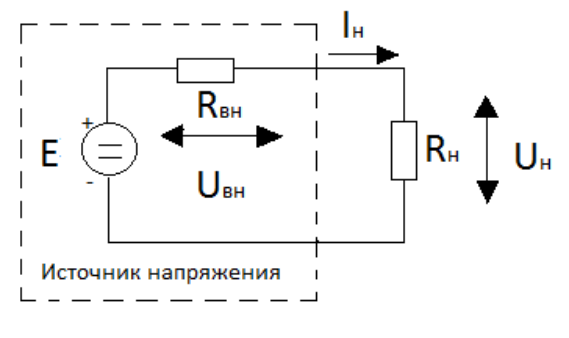 Iн
+
Rвн
E
Rн
Uн
-
Uвн
Источник напряжения